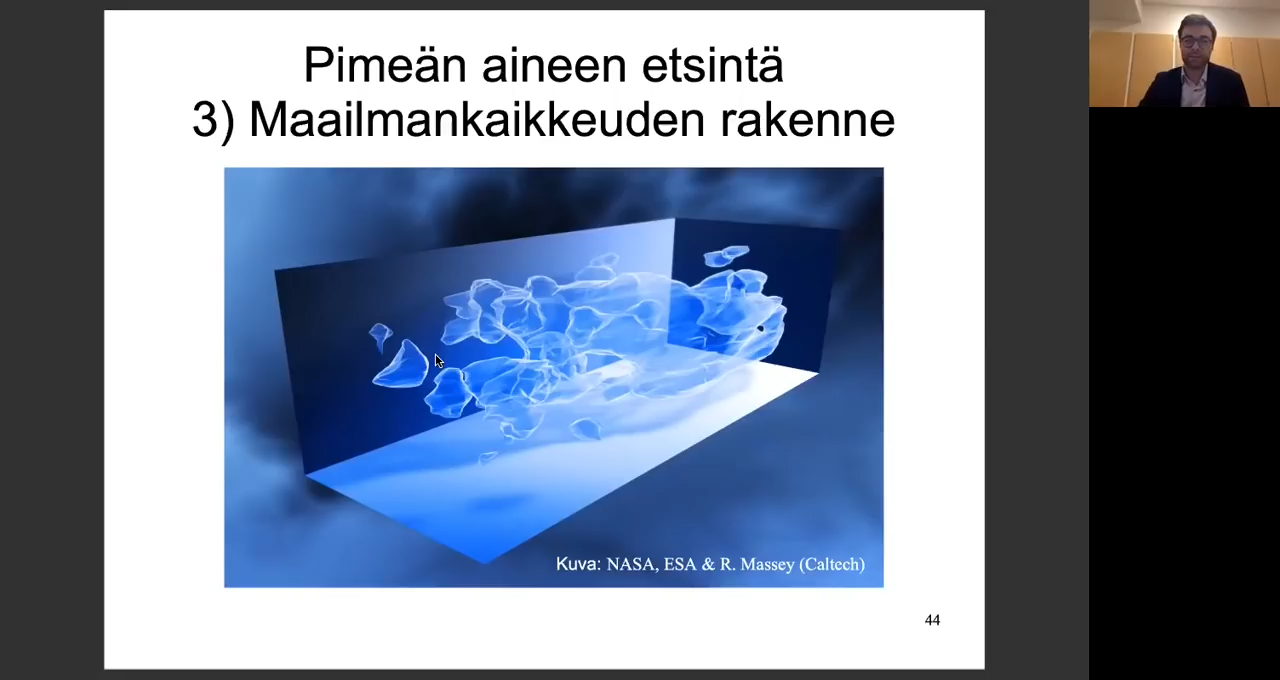 Pimeän aineen etsintä
3) Maailmankaikkeuden rakenne
Kuva: NASA, ESA & R. Massey (Caltech)
44